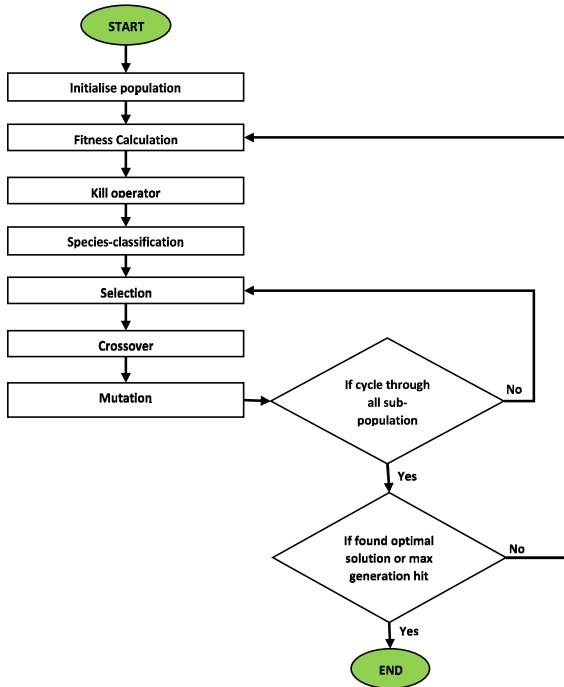 START
Initialise population
Fitness Calculation
Kill operator
Species-classification
Selection
Crossover
Mutation
If cycle through
all sub-
population
No
Yes
If found optimal
solution or max
generation hit
No
Yes
END